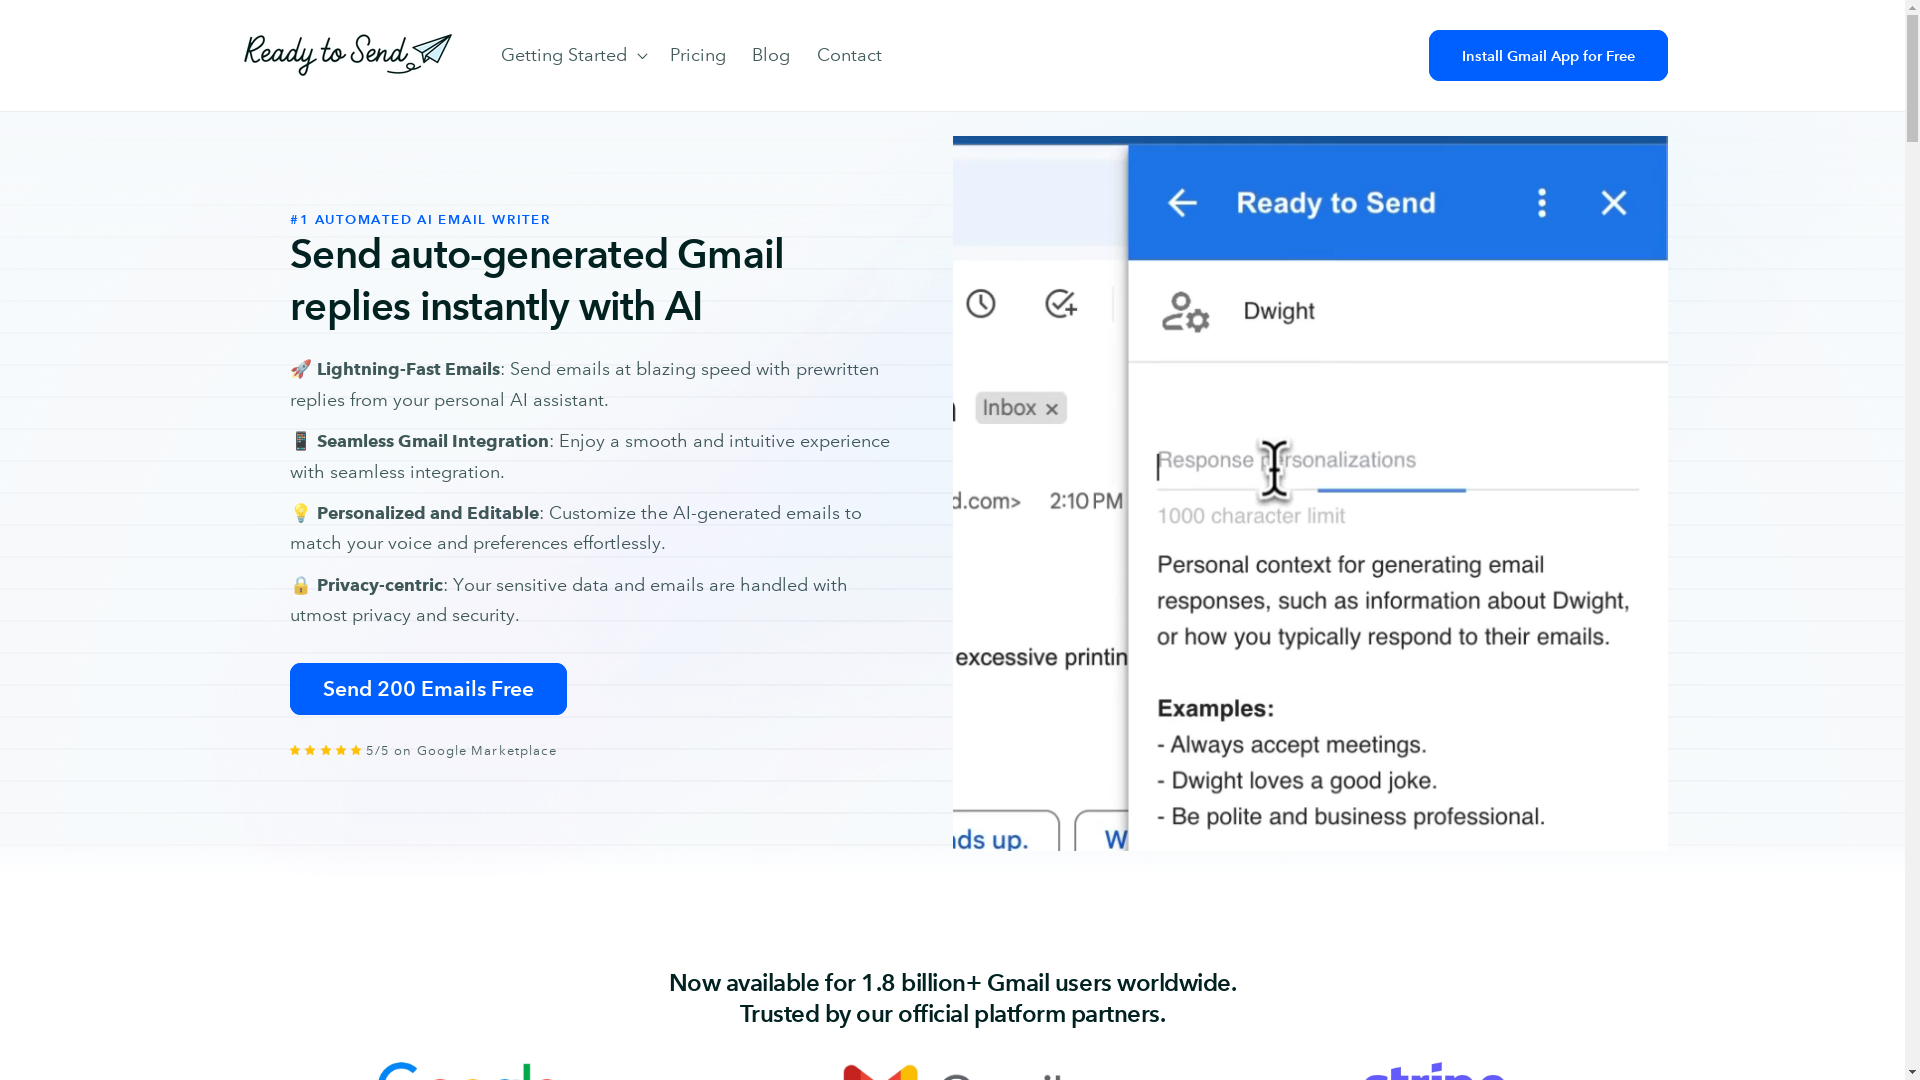 Ready to Send
Getting Started
Pricing
Blog
Contact
Install Gmail App for Free
#1 AUTOMATED AI EMAIL WRITER
Send auto-generated Gmail
replies instantly with AI
🚀 Lightning-Fast Emails: Send emails at blazing speed with prewritten
replies from your personal AI assistant.
📱 Seamless Gmail Integration: Enjoy a smooth and intuitive experience
with seamless integration.
💡 Personalized and Editable: Customize the AI-generated emails to
match your voice and preferences effortlessly.
🔒 Privacy-centric: Your sensitive data and emails are handled with
utmost privacy and security.
Send 200 Emails Free
5/5 on Google Marketplace
Ready to Send
Dwight
Inbox ×
d.com>
2:10 PM
excessive printin
ds up.
W
Response personalizations
1000 character limit
Personal context for generating email
responses, such as information about Dwight,
or how you typically respond to their emails.
Examples:
- Always accept meetings.
- Dwight loves a good joke.
- Be polite and business professional.
Now available for 1.8 billion+ Gmail users worldwide.
Trusted by our official platform partners.
Google
Gmail
stripe